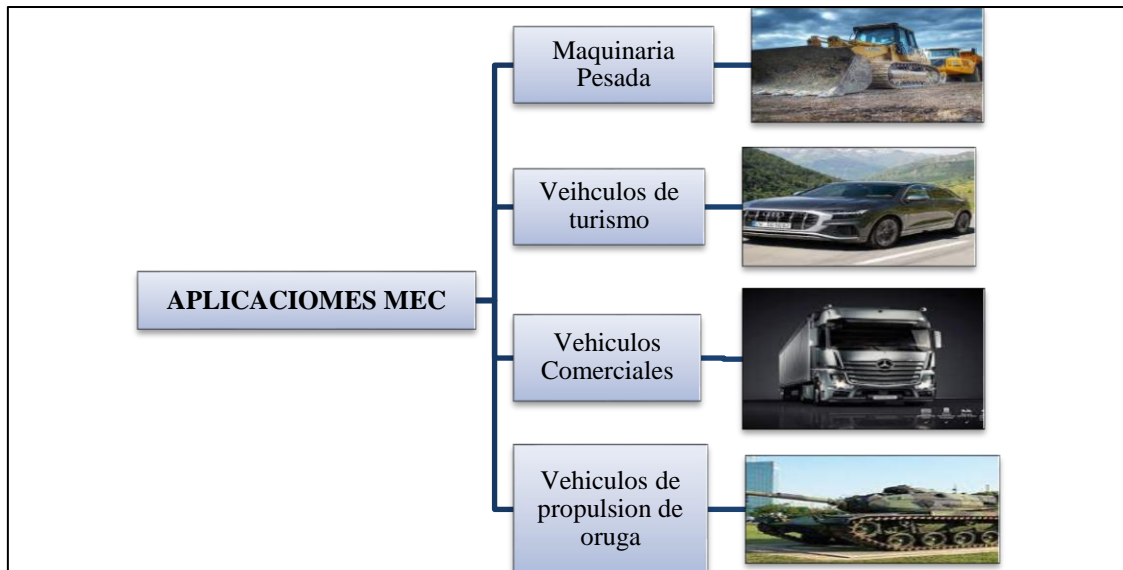 Maquinaria
Pesada
Veihculos de
turismo
APLICACIOMES MEC
Vehiculos
Comerciales
Vehiculos de
propulsion de
oruga